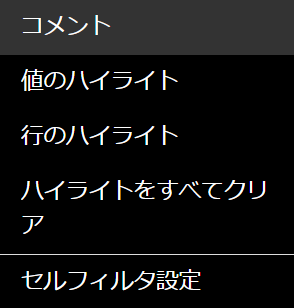 コメント
値のハイライト
行のハイライト
ハイライトをすべてクリ
ア
セルフィルタ設定